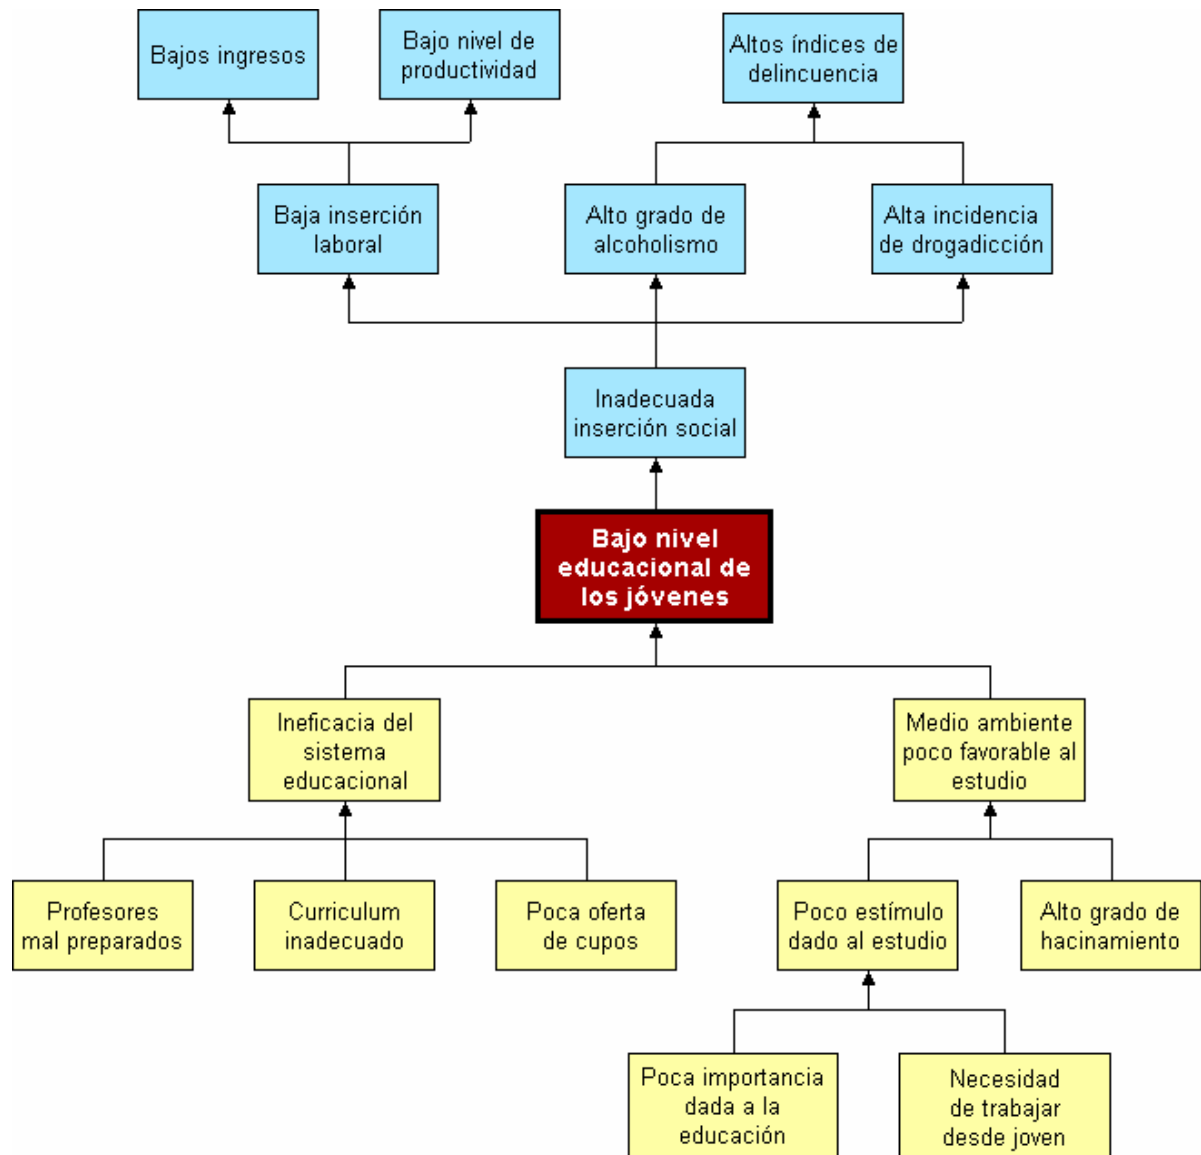 Bajos ingresos
Bajo nivel de
productividad
Altos índices de
delincuencia
Baja inserción
laboral
Alto grado de
alcoholismo
Alta incidencia
de drogadicción
Inadecuada
inserción social
Bajo nivel
educacional de
los jóvenes
Ineficacia del
sistema
educacional
Medio ambiente
poco favorable al
estudio
Profesores
mal preparados
Curriculum
inadecuado
Poca oferta
de cupos
Poco estímulo
dado al estudio
Alto grado de
hacinamiento
Poca importancia
dada a la
educación
Necesidad
de trabajar
desde joven